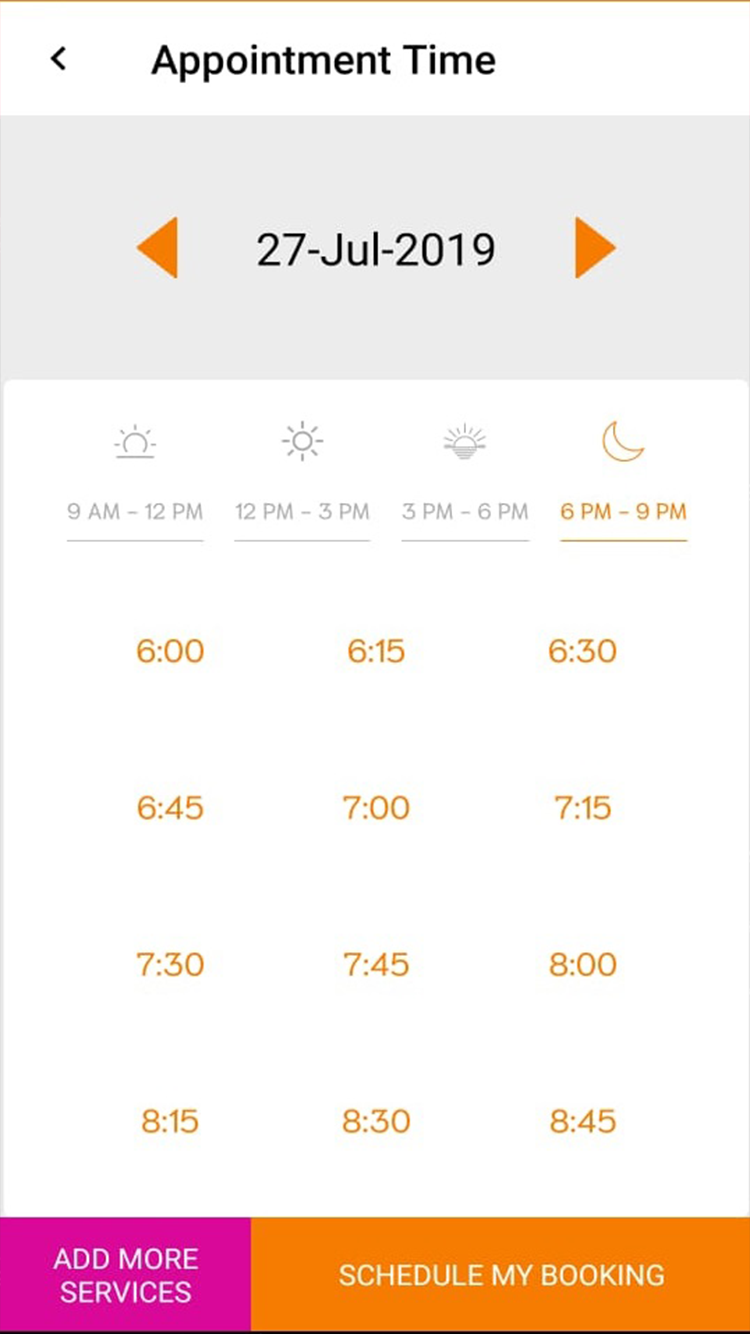 Appointment Time
27-Jul-2019
9 AM – 12 PM 12 PM – 3 PM 3 PM – 6 PM 6 PM – 9 PM
6:00 6:15 6:30
6:45 7:00 7:15
7:30 7:45 8:00
8:15 8:30 8:45
ADD MORE
SERVICES
SCHEDULE MY BOOKING